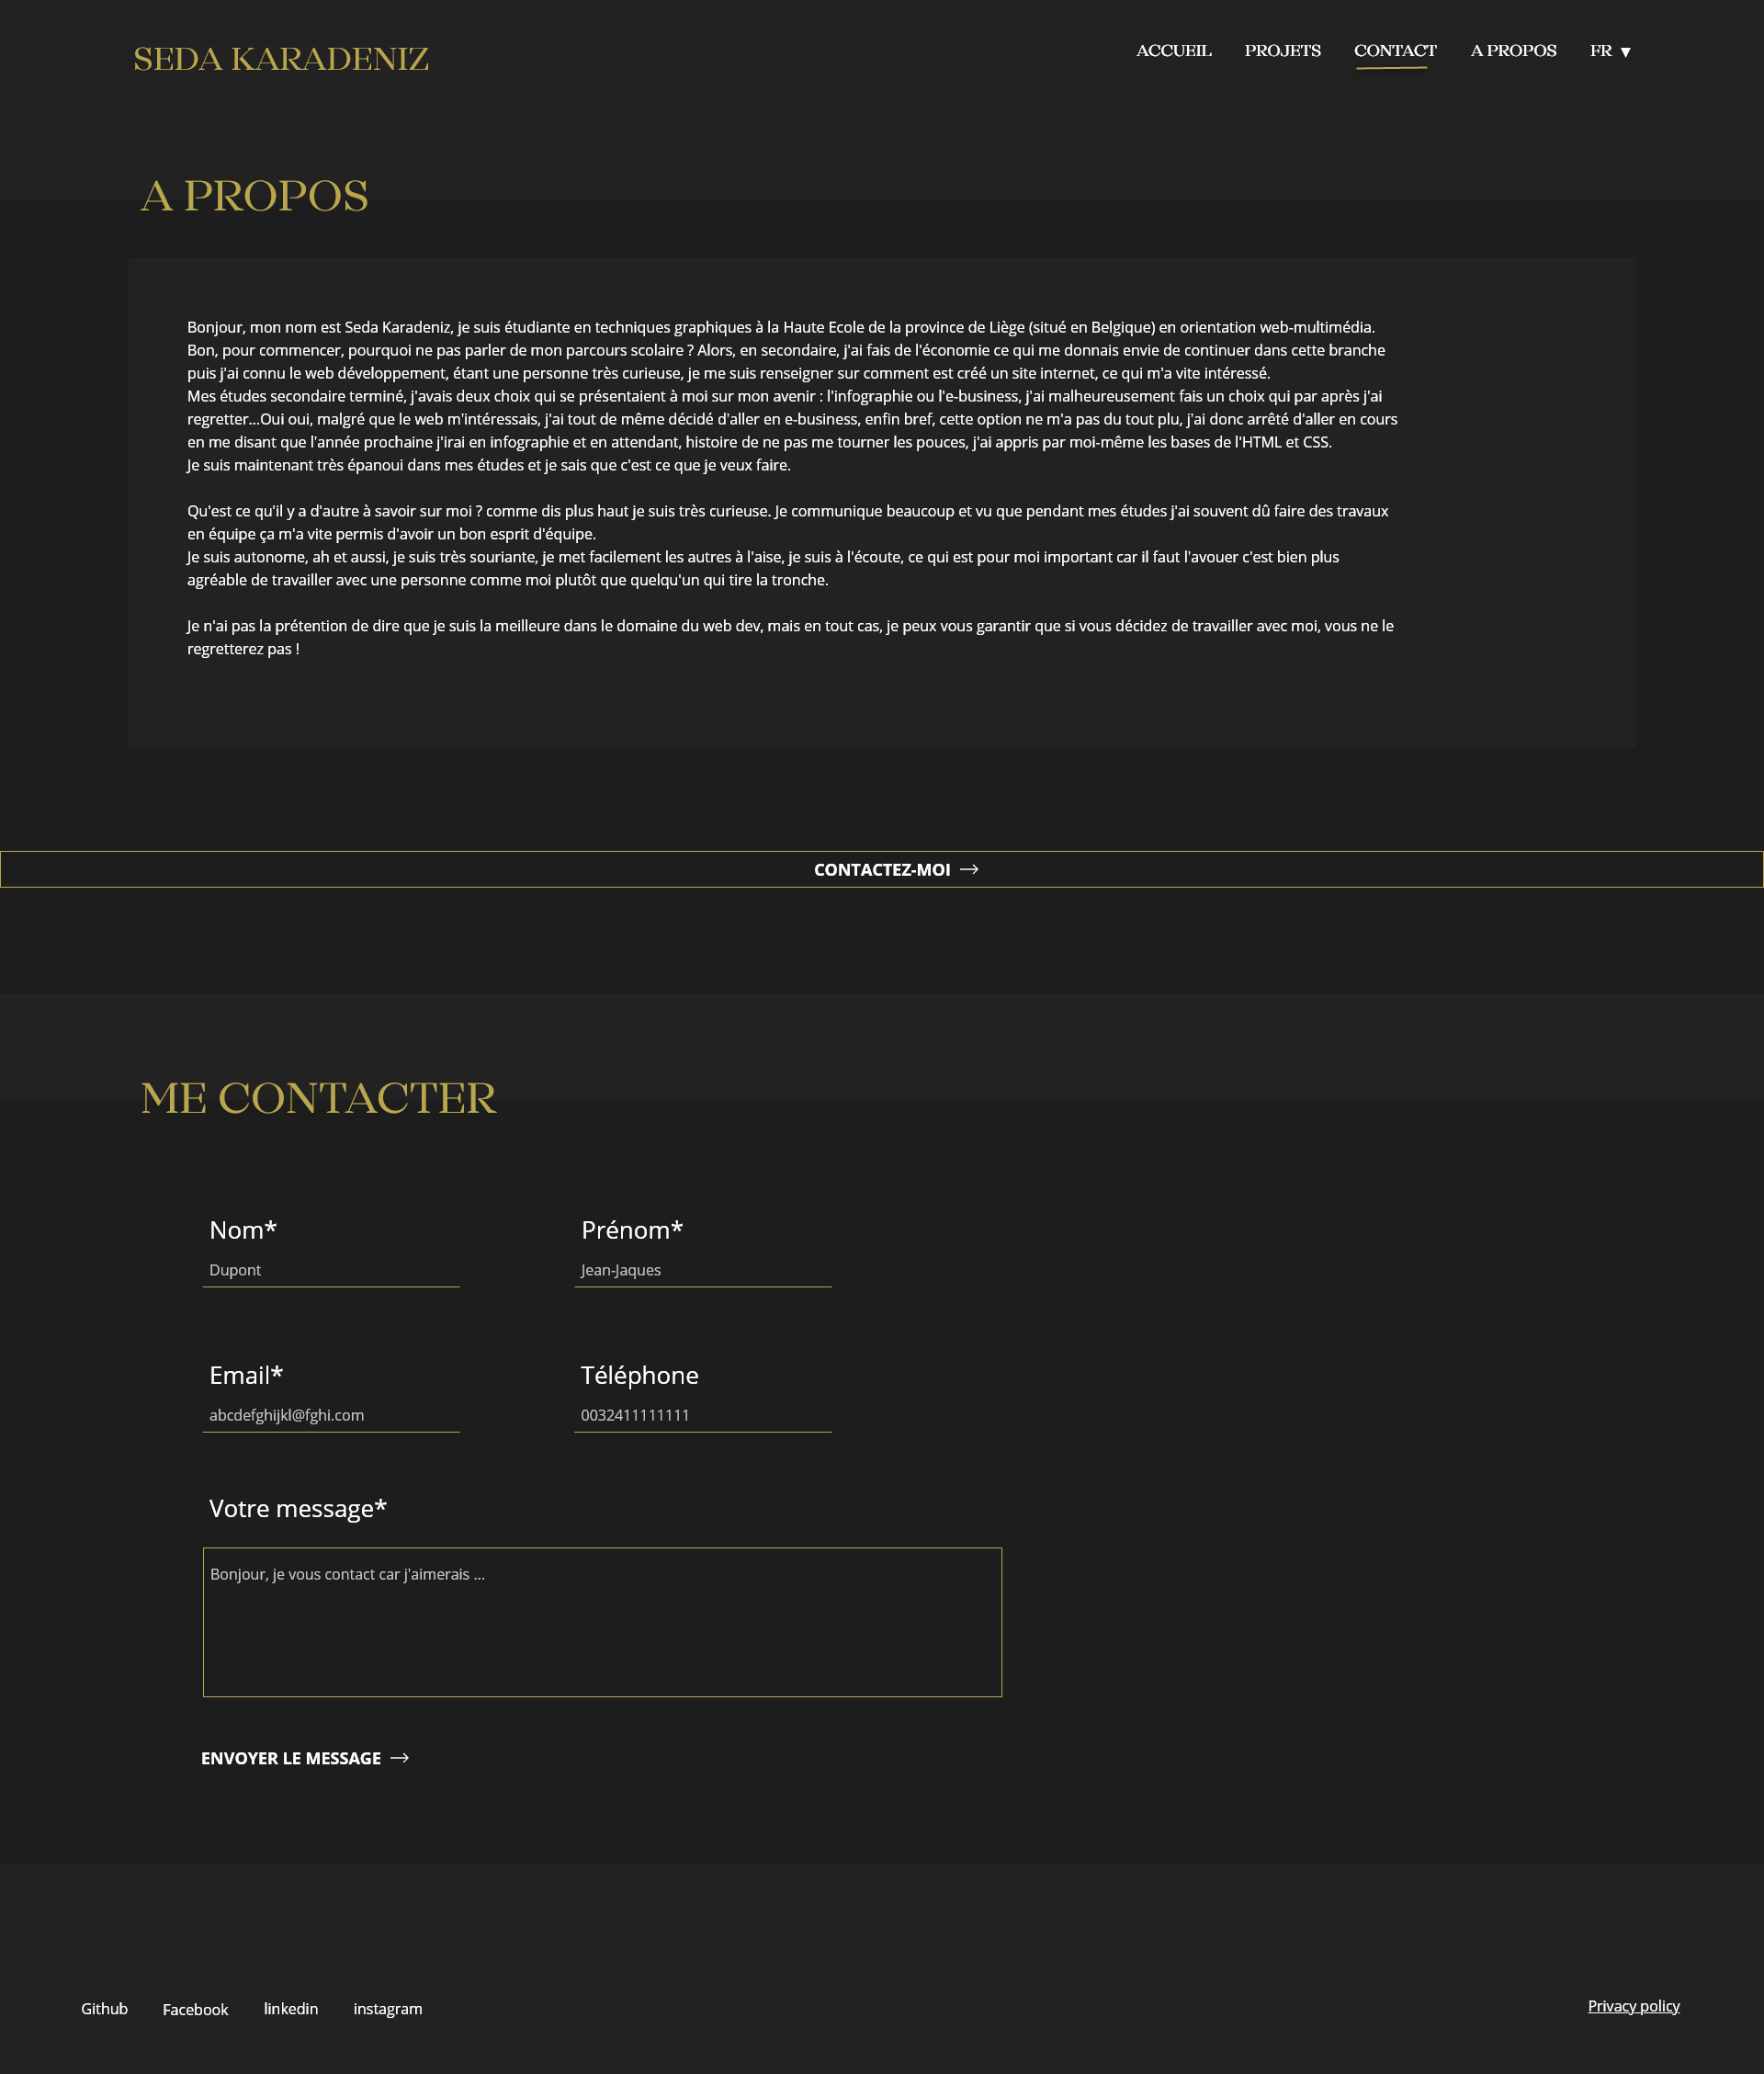 SEDA KARADENIZ
ACCUEIL PROJETS CONTACT A PROPOS FR ▼
A PROPOS
Bonjour, mon nom est Seda Karadeniz, je suis étudiante en techniques graphiques à la Haute Ecole de la province de Liège (situé en Belgique) en orientation web-multimédia.
Bon, pour commencer, pourquoi ne pas parler de mon parcours scolaire ? Alors, en secondaire, j'ai fais de l'économie ce qui me donnais envie de continuer dans cette branche
puis j'ai connu le web développement, étant une personne très curieuse, je me suis renseigner sur comment est créé un site internet, ce qui m'a vite intéressé.
Mes études secondaire terminé, j'avais deux choix qui se présentaient à moi sur mon avenir : l'infographie ou l'e-business, j'ai malheureusement fais un choix qui par après j'ai
regretter...Oui oui, malgré que le web m'intéressais, j'ai tout de même décidé d'aller en e-business, enfin bref, cette option ne m'a pas du tout plu, j'ai donc arrêté d'aller en cours
en me disant que l'année prochaine j'irai en infographie et en attendant, histoire de ne pas me tourner les pouces, j'ai appris par moi-même les bases de l'HTML et CSS.
Je suis maintenant très épanoui dans mes études et je sais que c'est ce que je veux faire.
Qu'est ce qu'il y a d'autre à savoir sur moi ? comme dis plus haut je suis très curieuse. Je communique beaucoup et vu que pendant mes études j'ai souvent dû faire des travaux
en équipe ça m'a vite permis d'avoir un bon esprit d'équipe.
Je suis autonome, ah et aussi, je suis très souriante, je met facilement les autres à l'aise, je suis à l'écoute, ce qui est pour moi important car il faut l'avouer c'est bien plus
agréable de travailler avec une personne comme moi plutôt que quelqu'un qui tire la tronche.
Je n'ai pas la prétention de dire que je suis la meilleure dans le domaine du web dev, mais en tout cas, je peux vous garantir que si vous décidez de travailler avec moi, vous ne le
regretterez pas !
CONTACTEZ-MOI
ME CONTACTER
Nom* Prénom*
Dupont Jean-Jaques
Email* Téléphone
abcdefghijkl@fghi.com 0032411111111
Votre message*
Bonjour, je vous contact car j'aimerais ...
ENVOYER LE MESSAGE
Github Facebook linkedin instagram Privacy policy